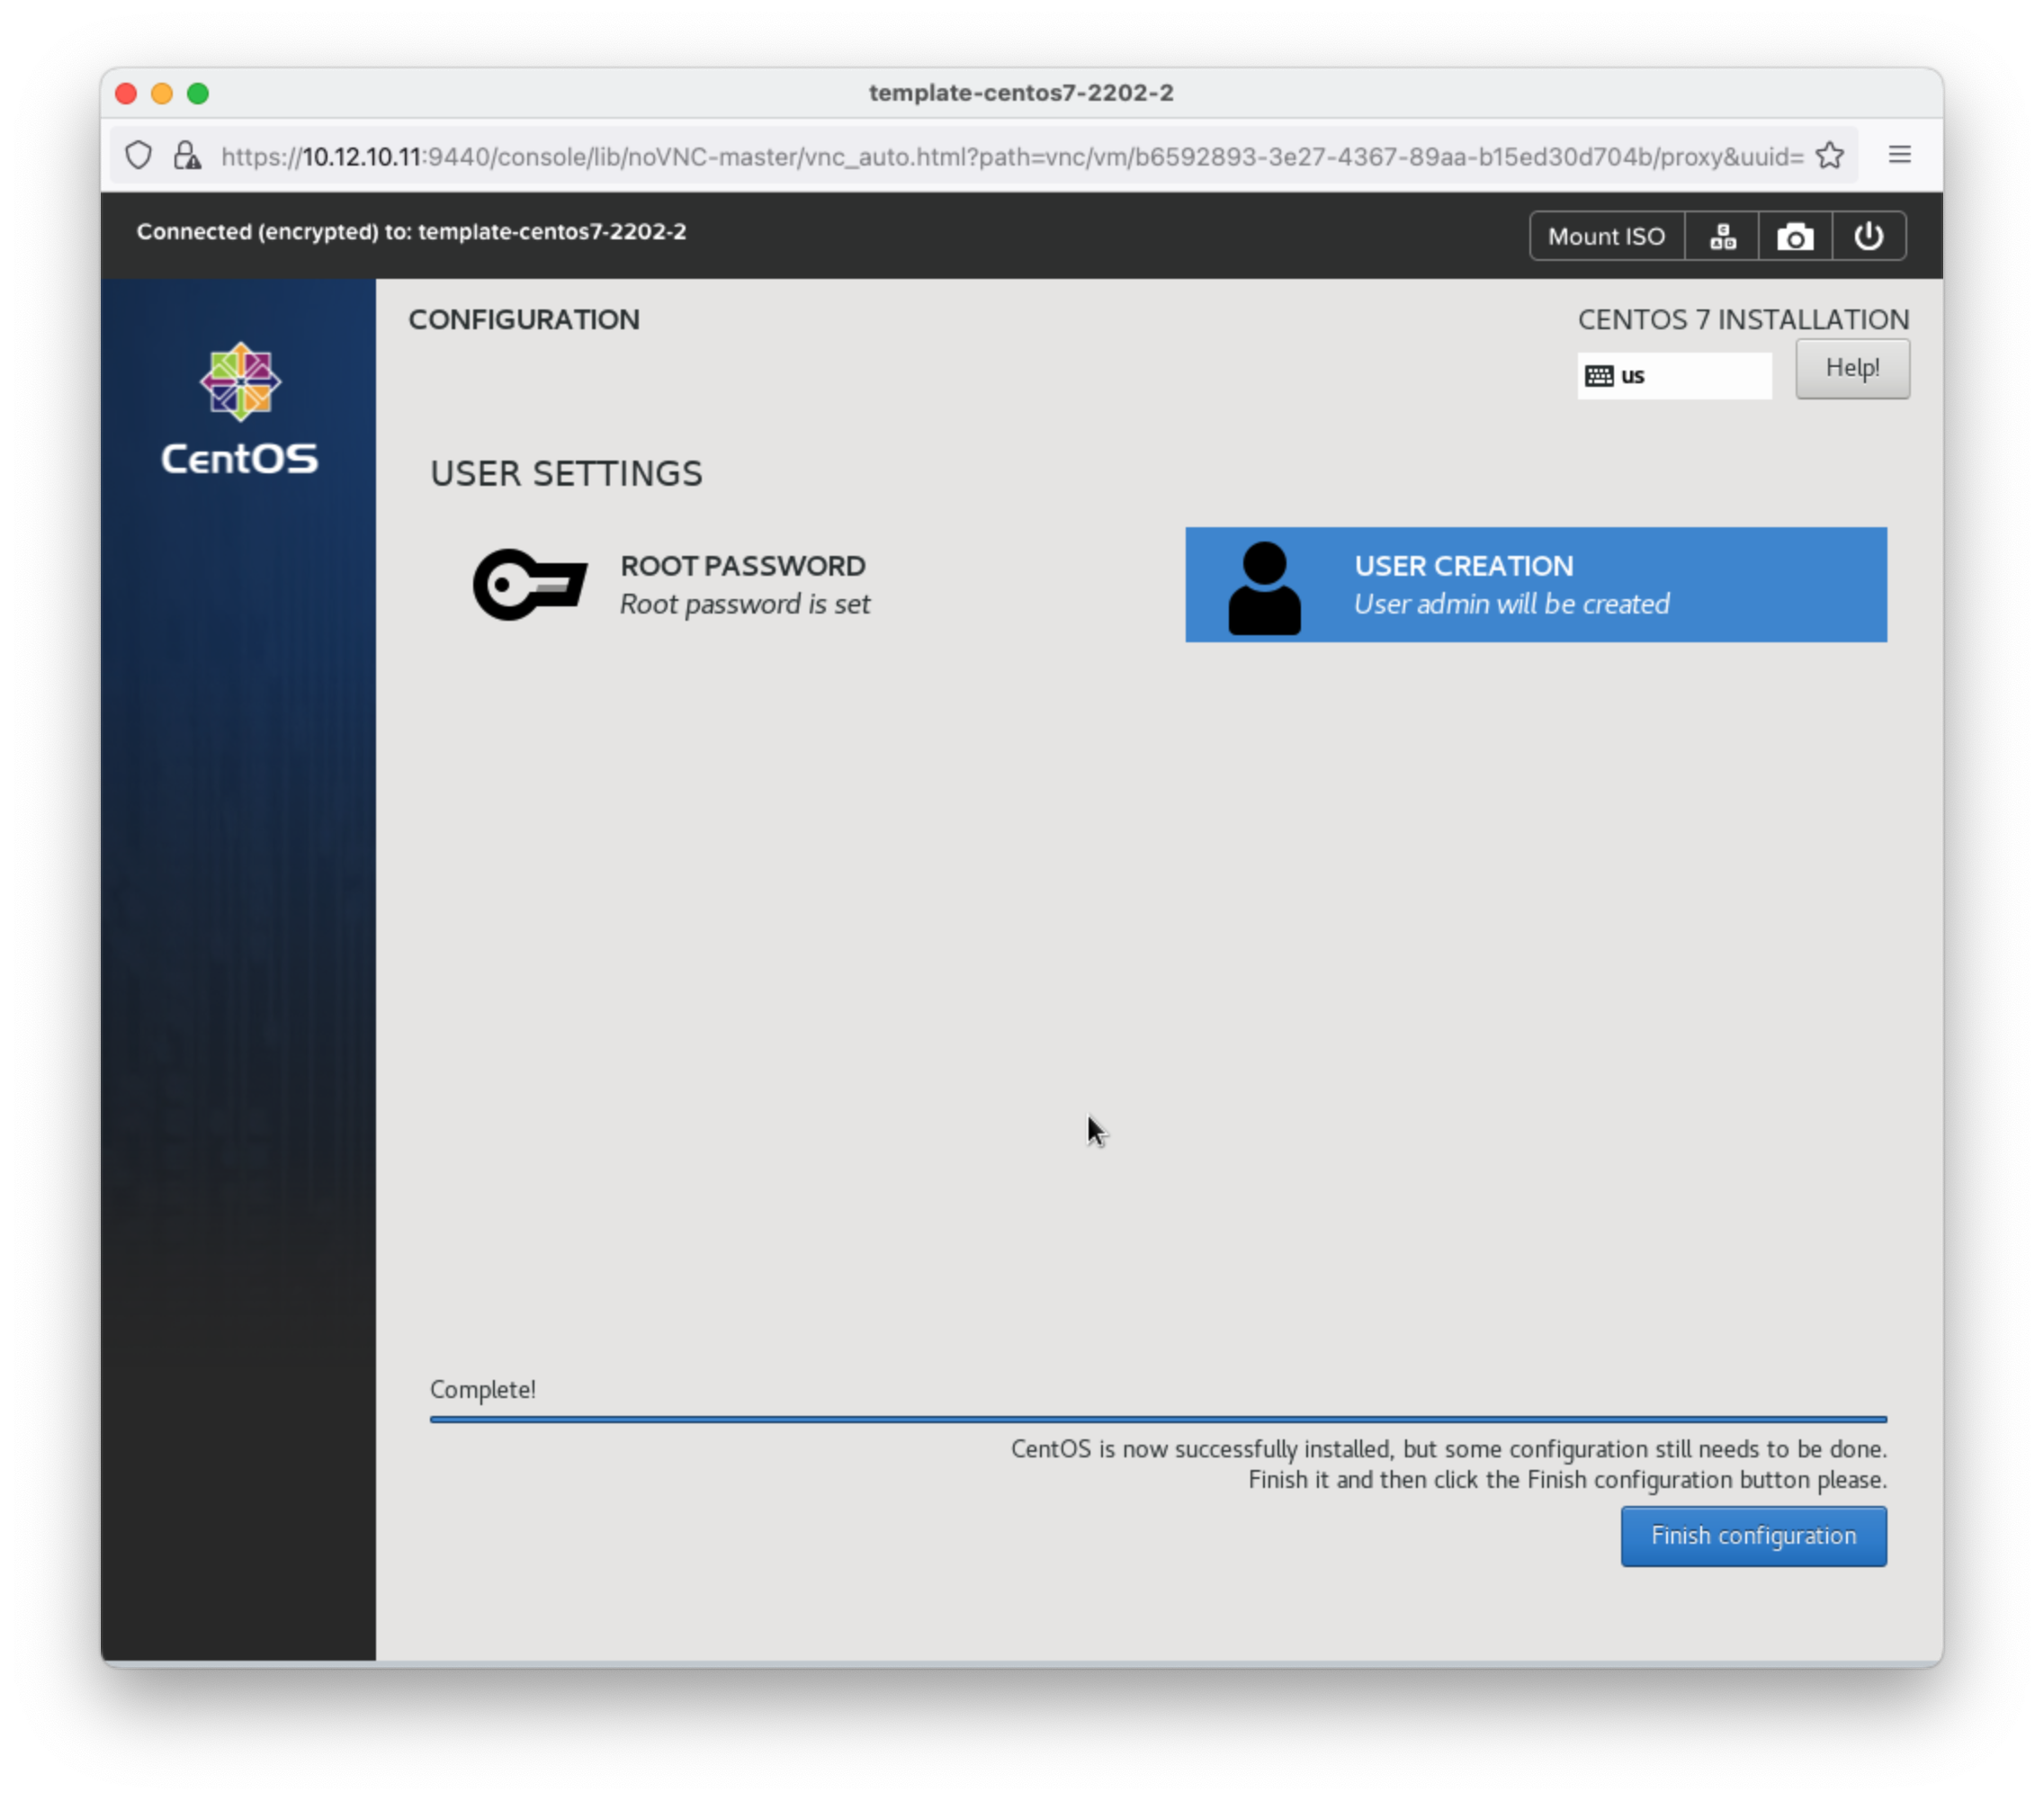 template-centos7-2202-2
https://10.12.10.11:9440/console/lib/noVNC-master/vnc_auto.html?path=vnc/vm/b6592893-3e27-4367-89aa-b15ed30d704b/proxy&uuid=
Connected (encrypted) to: template-centos7-2202-2
Mount ISO
C
A D
CentOS
CONFIGURATION
CENTOS 7 INSTALLATION
us
Help!
USER SETTINGS
ROOT PASSWORD
Root password is set
USER CREATION
User admin will be created
Complete!
CentOS is now successfully installed, but some configuration still needs to be done.
Finish it and then click the Finish configuration button please.
Finish configuration